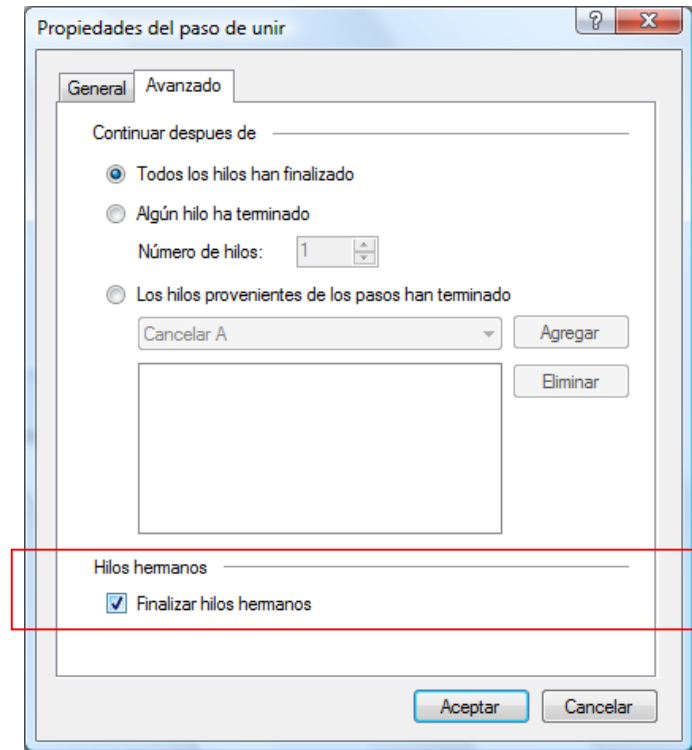 Propiedades del paso de unir
General Avanzado
Continuar despues de
Todos los hilos han finalizado
Algún hilo ha terminado
Número de hilos: 1
Los hilos provenientes de los pasos han terminado
Cancelar A Agregar
Eliminar
Hilos hermanos
Finalizar hilos hermanos
Aceptar Cancelar